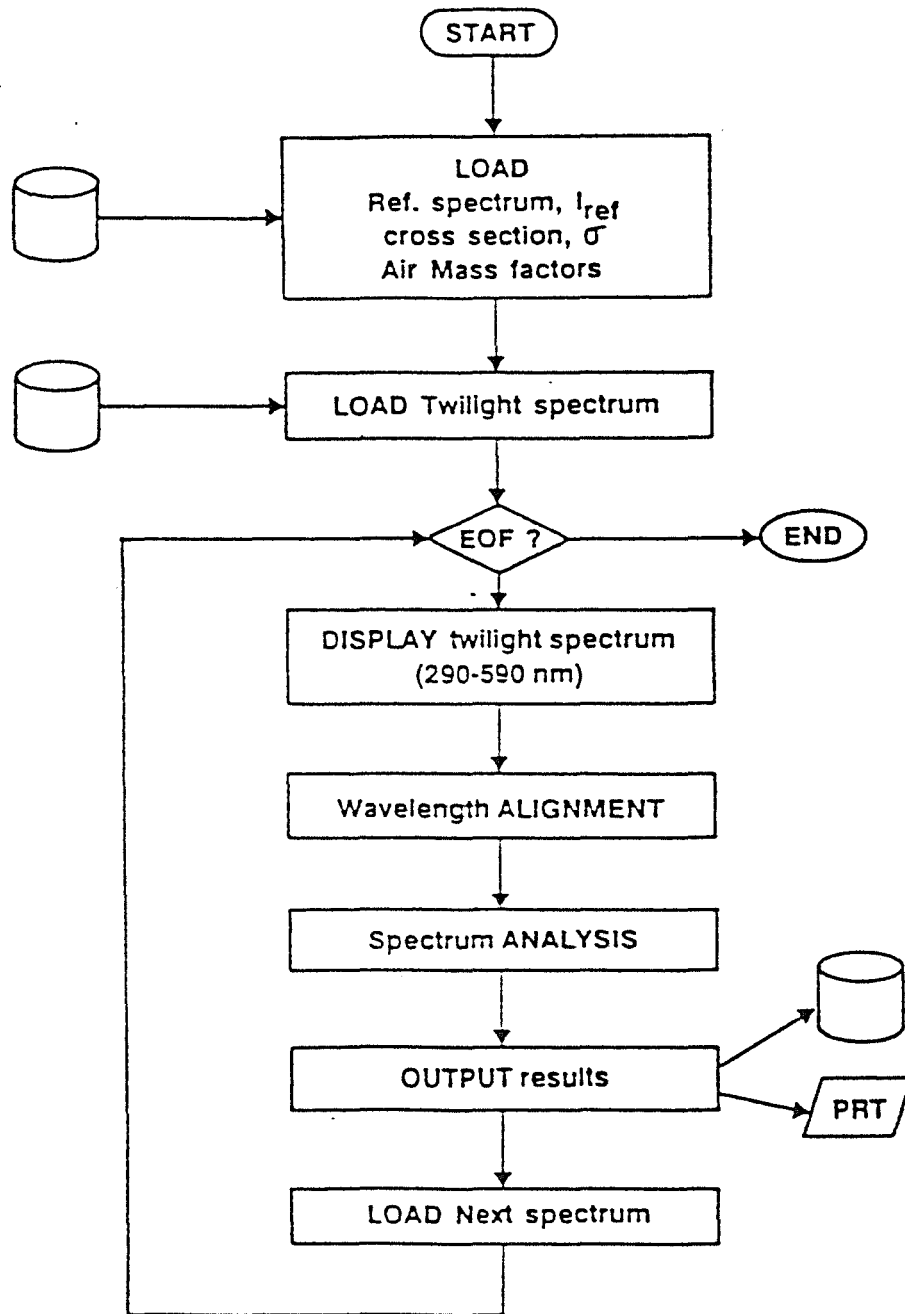 START
LOAD
Ref. spectrum, Iref
cross section, σ
Air Mass factors
LOAD Twilight spectrum
EOF ?
END
DISPLAY twilight spectrum
(290-590 nm)
Wavelength ALIGNMENT
Spectrum ANALYSIS
OUTPUT results
PRT
LOAD Next spectrum